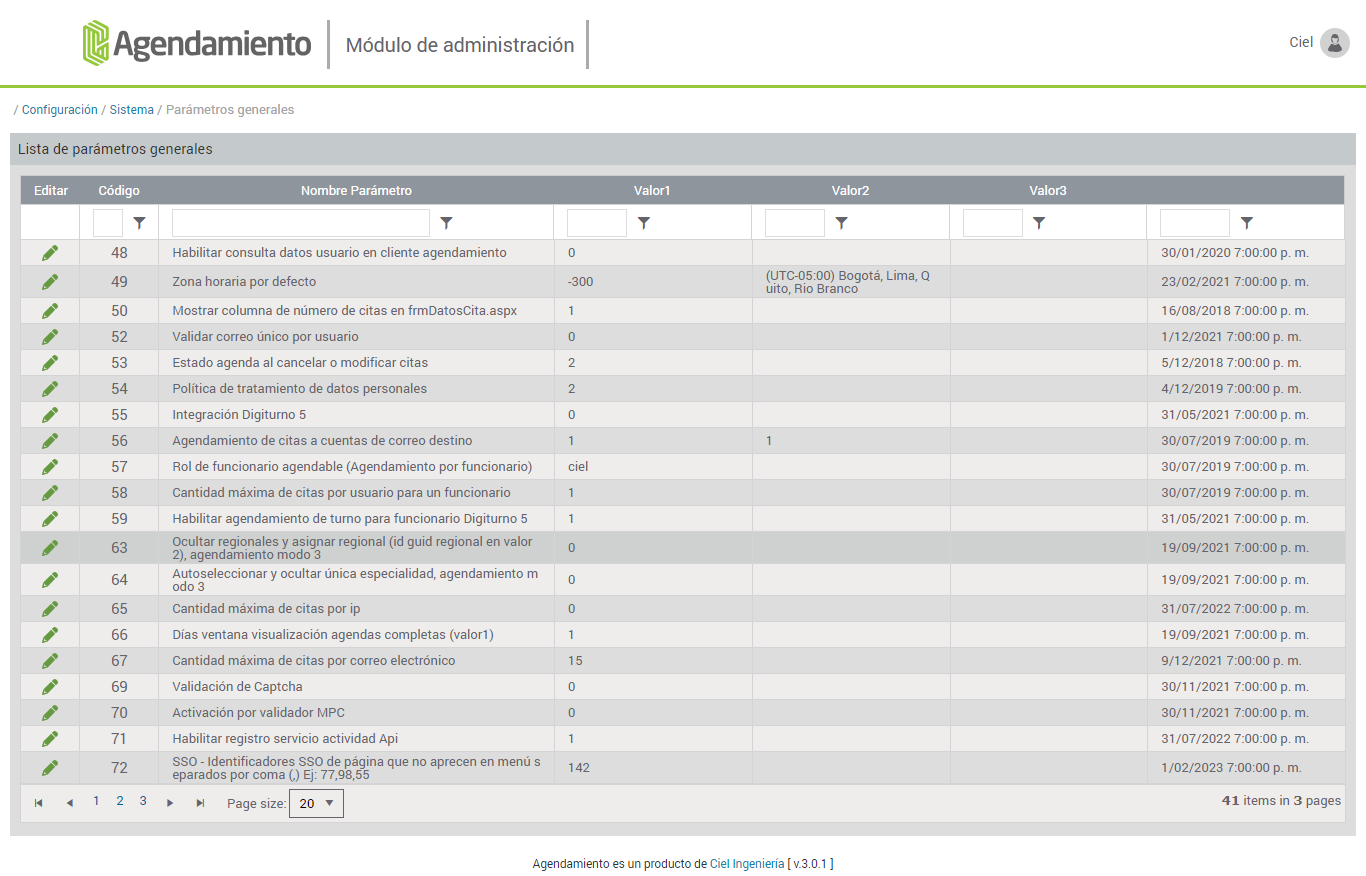 Agendamiento Módulo de administración Ciel
/ Configuración / Sistema / Parámetros generales
Lista de parámetros generales
Editar Código Nombre Parámetro Valor1 Valor2 Valor3
48 Habilitar consulta datos usuario en cliente agendamiento 0 30/01/2020 7:00:00 p. m.
49 Zona horaria por defecto -300 (UTC-05:00) Bogotá, Lima, Q
uito, Rio Branco 23/02/2021 7:00:00 p. m.
50 Mostrar columna de número de citas en frmDatosCita.aspx 1 16/08/2018 7:00:00 p. m.
52 Validar correo único por usuario 0 1/12/2021 7:00:00 p. m.
53 Estado agenda al cancelar o modificar citas 2 5/12/2018 7:00:00 p. m.
54 Política de tratamiento de datos personales 2 4/12/2019 7:00:00 p. m.
55 Integración Digiturno 5 0 31/05/2021 7:00:00 p. m.
56 Agendamiento de citas a cuentas de correo destino 1 1 30/07/2019 7:00:00 p. m.
57 Rol de funcionario agendable (Agendamiento por funcionario) ciel 30/07/2019 7:00:00 p. m.
58 Cantidad máxima de citas por usuario para un funcionario 1 30/07/2019 7:00:00 p. m.
59 Habilitar agendamiento de turno para funcionario Digiturno 5 1 31/05/2021 7:00:00 p. m.
63 Ocultar regionales y asignar regional (id guid regional en valor
2), agendamiento modo 3 0 19/09/2021 7:00:00 p. m.
64 Autoseleccionar y ocultar única especialidad, agendamiento m
odo 3 0 19/09/2021 7:00:00 p. m.
65 Cantidad máxima de citas por ip 0 31/07/2022 7:00:00 p. m.
66 Días ventana visualización agendas completas (valor1) 1 19/09/2021 7:00:00 p. m.
67 Cantidad máxima de citas por correo electrónico 15 9/12/2021 7:00:00 p. m.
69 Validación de Captcha 0 30/11/2021 7:00:00 p. m.
70 Activación por validador MPC 0 30/11/2021 7:00:00 p. m.
71 Habilitar registro servicio actividad Api 1 31/07/2022 7:00:00 p. m.
72 SSO - Identificadores SSO de página que no aprecen en menú s
eparados por coma (,) Ej: 77,98,55 142 1/02/2023 7:00:00 p. m.
1 2 3 Page size: 20 41 items in 3 pages
Agendamiento es un producto de Ciel Ingeniería [ v.3.0.1 ]